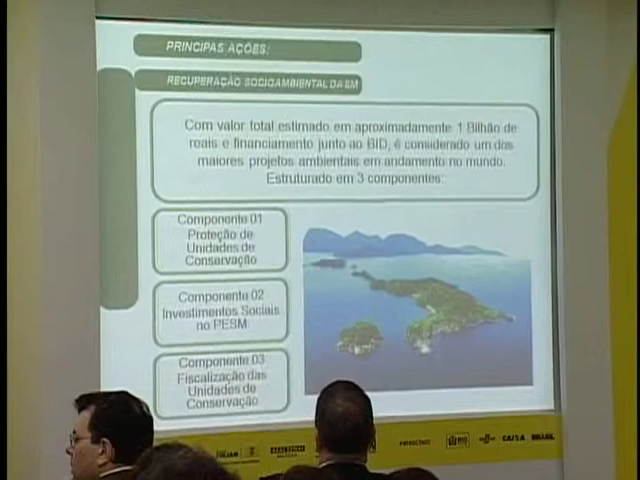 PRINCIPAS AÇÕES:
RECUPERAÇÃO SOCIOAMBIENTAL DA SM
Com valor total estimado em aproximadamente 1 Bilhão de
reais e financiamento junto ao BID, é considerado um dos
maiores projetos ambientais em andamento no mundo.
Estruturado em 3 componentes:
Componente 01
Proteção de
Unidades de
Conservação
Componente 02
Investimentos Sociais
no PESM
Componente 03
Fiscalização das
Unidades de
Conservação
PATROCÍNIO
CAIXA BRASIL